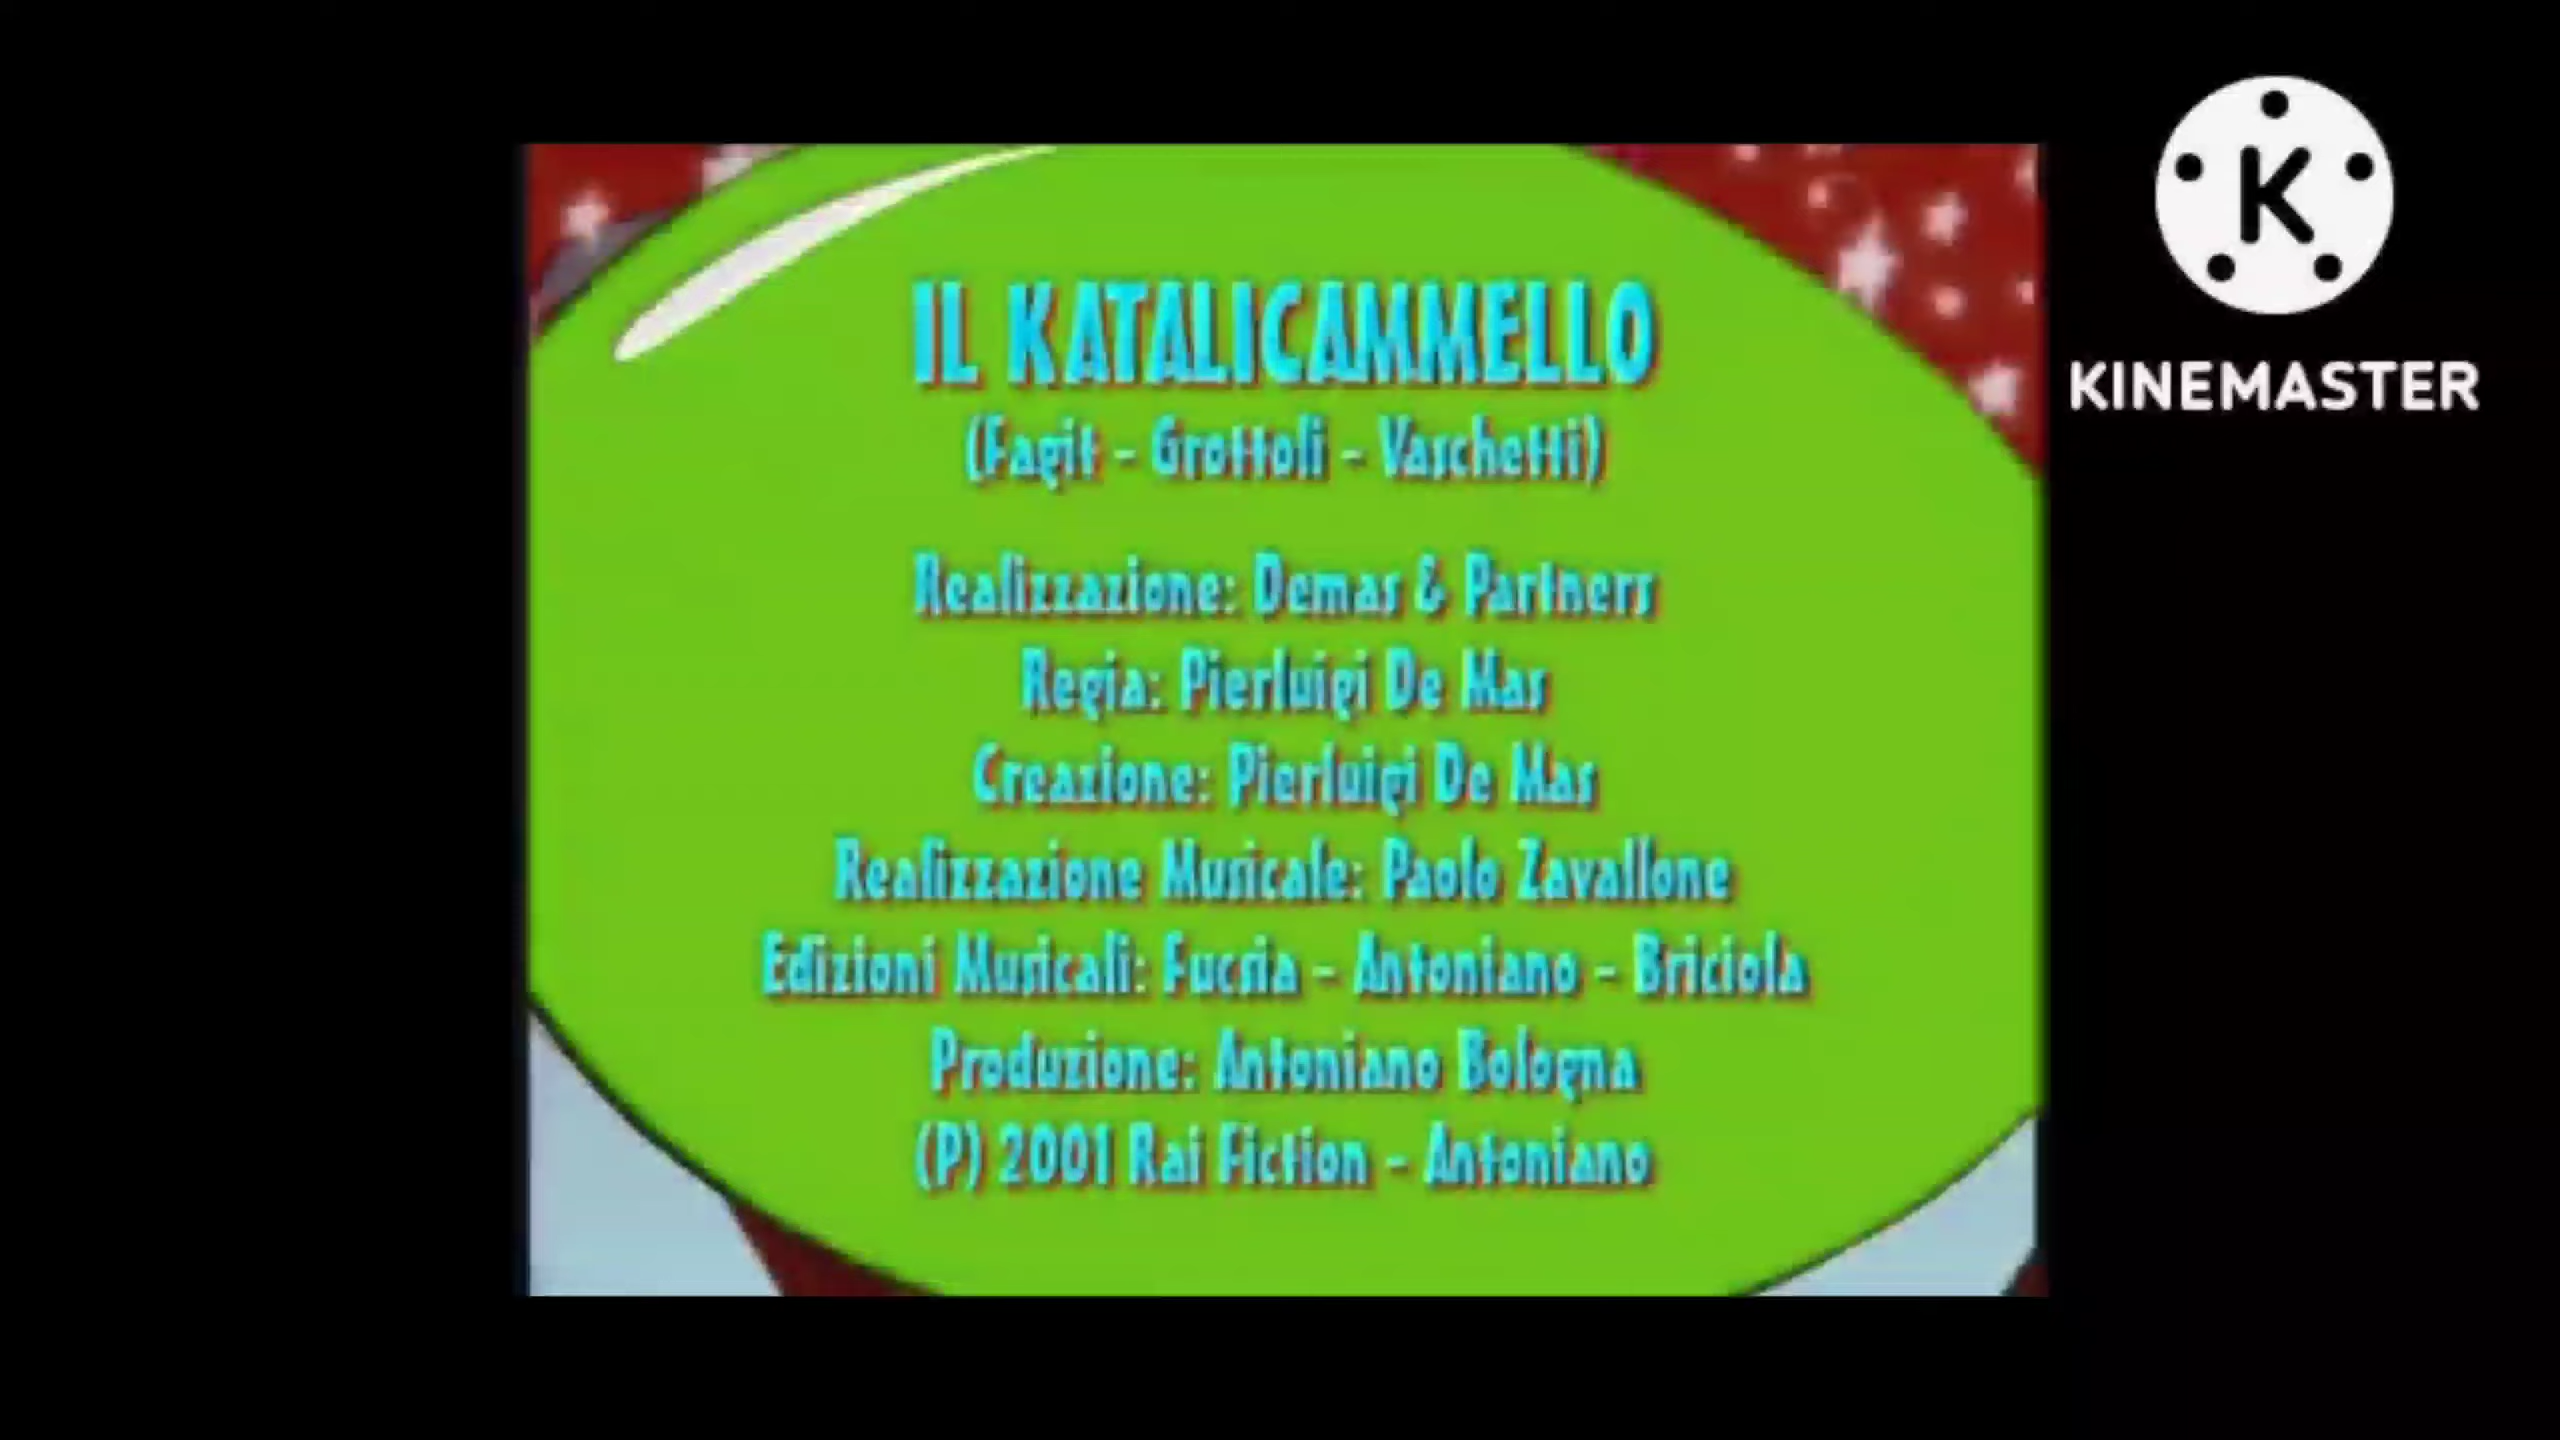 IL KATALICAMMELLO
(Fagit - Grottoli - Vaschetti)
Realizzazione: Demas & Partners
Regia: Pierluigi De Mas
Creazione: Pierluigi De Mas
Realizzazione Musicale: Paolo Zavallone
Edizioni Musicali: Fucsia - Antoniano - Briciola
Produzione: Antoniano Bologna
(P) 2001 Rai Fiction - Antoniano
K
KINEMASTER